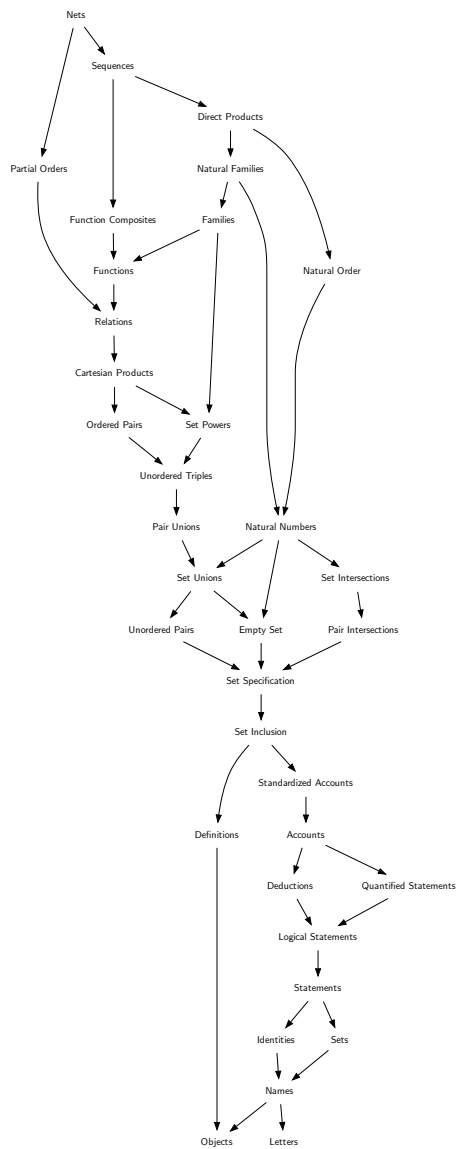 Nets
Sequences
Direct Products
Partial Orders
Natural Families
Function Composites
Families
Functions
Natural Order
Relations
Cartesian Products
Ordered Pairs
Set Powers
Unordered Triples
Pair Unions
Natural Numbers
Set Unions
Set Intersections
Unordered Pairs
Empty Set
Pair Intersections
Set Specification
Set Inclusion
Standardized Accounts
Definitions
Accounts
Deductions
Quantified Statements
Logical Statements
Statements
Identities
Sets
Names
Objects
Letters